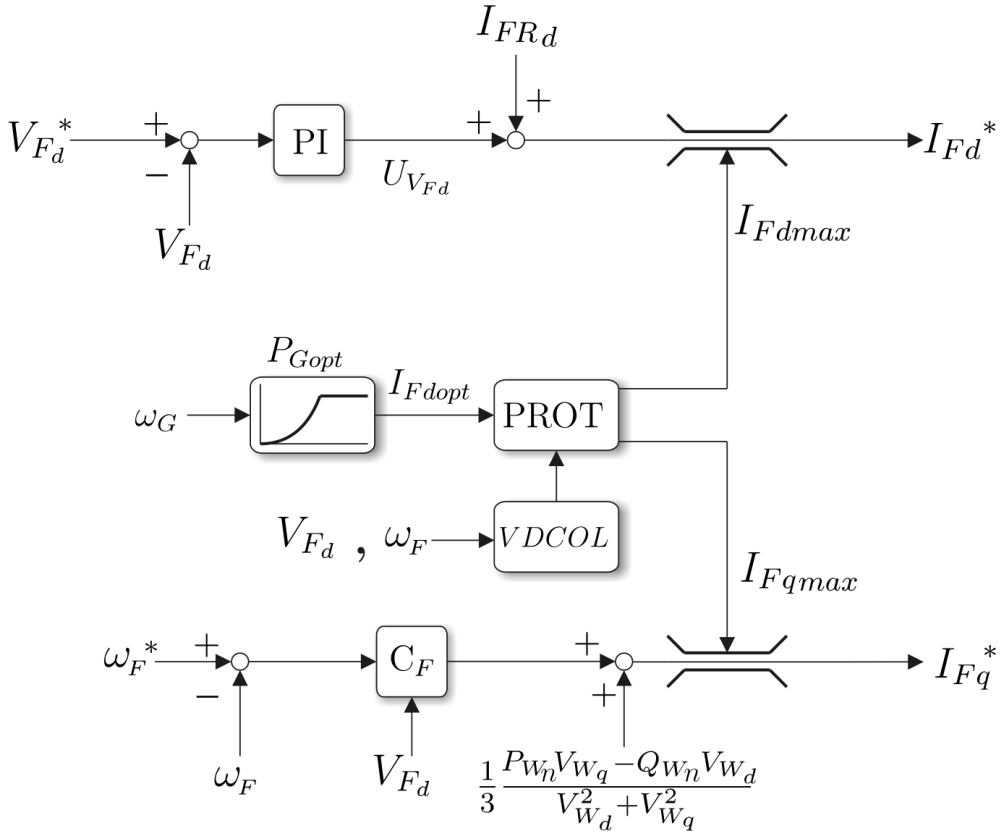 I_{FR_d}
+
V_{F_d}^* + PI + I_{Fd}^*
− U_{V_{Fd}}
V_{F_d} I_{Fdmax}
P_{Gopt}
I_{Fdopt}
ω_G PROT
V_{F_d} , ω_F VDCOL
I_{Fqmax}
ω_F^* + C_F + I_{Fq}^*
− +
ω_F V_{F_d} \frac{1}{3} \frac{P_{W_n}V_{W_q}-Q_{W_n}V_{W_d}}{V_{W_d}^2+V_{W_q}^2}